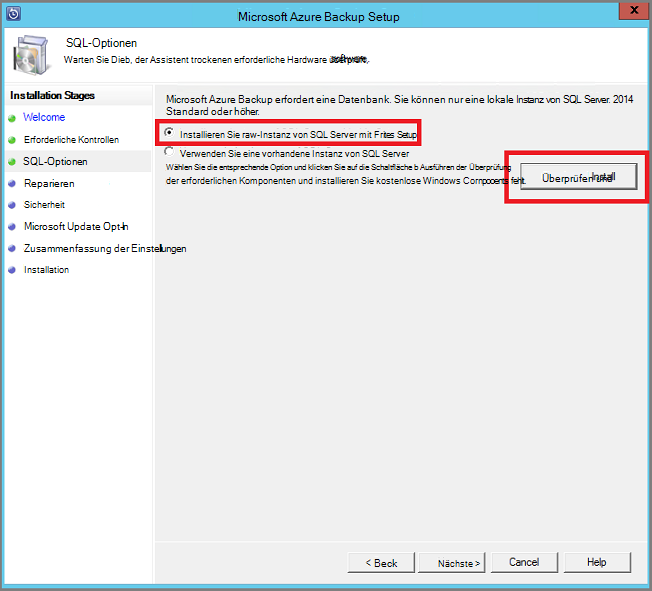 Microsoft Azure Backup Setup
X
SQL-Optionen
Warten Sie Dieb, der Assistent trockenen erforderliche Hardware
Installation Stages
Welcome
Erforderliche Kontrollen
SQL-Optionen
Reparieren
Sicherheit
Microsoft Update Opt-In
Zusammenfassung der Einstellungen
Installation
Microsoft Azure Backup erfordert eine Datenbank. Sie können nur eine lokale Instanz von SQL Server. 2014
Standard oder höher.
Installieren Sie raw-Instanz von SQL Server mit Frites Setup
Verwenden Sie eine vorhandene Instanz von SQL Server
Wählen Sie die entsprechende Option und klicken Sie auf die Schaltfläche b Ausführen der Überprüfung
der erforderlichen Komponenten und installieren Sie kostenlose Windows Components fehlt.
Überprüfen und Install
< Beck
Nächste >
Cancel
Help